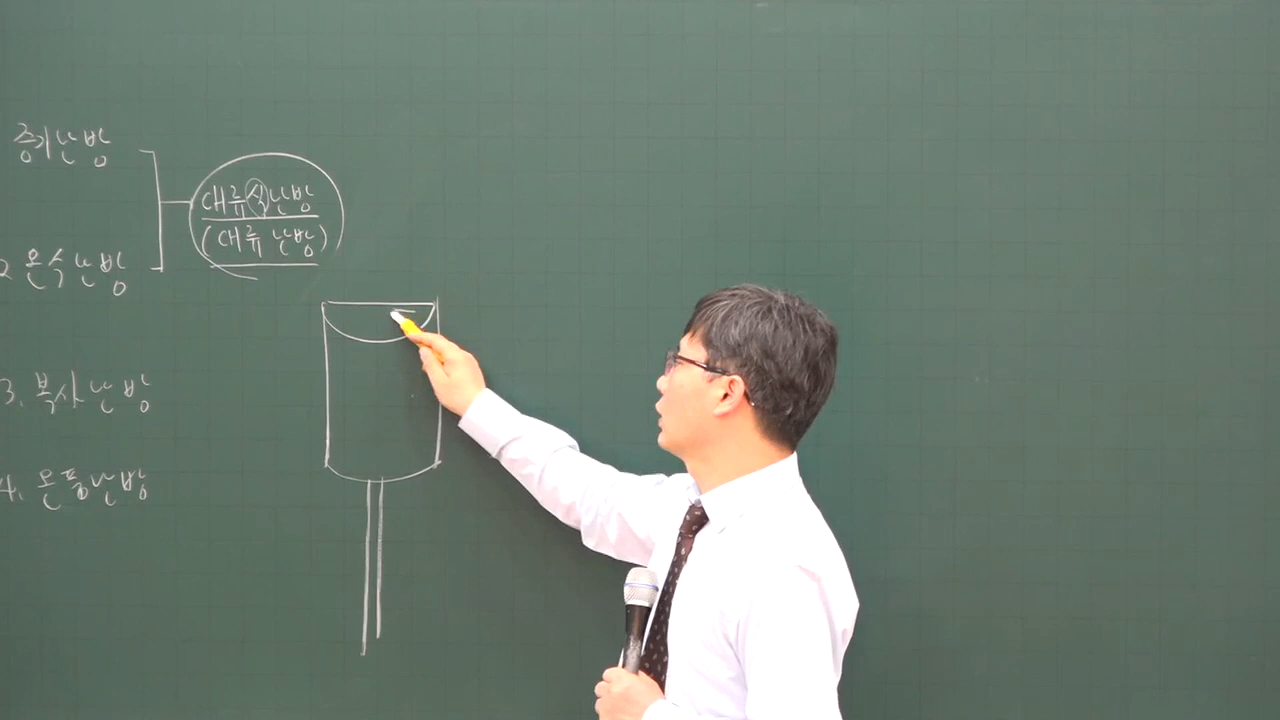 증기난방
대류식난방
(대류 난방)
2 온수난방
3. 복사난방
4. 온풍난방